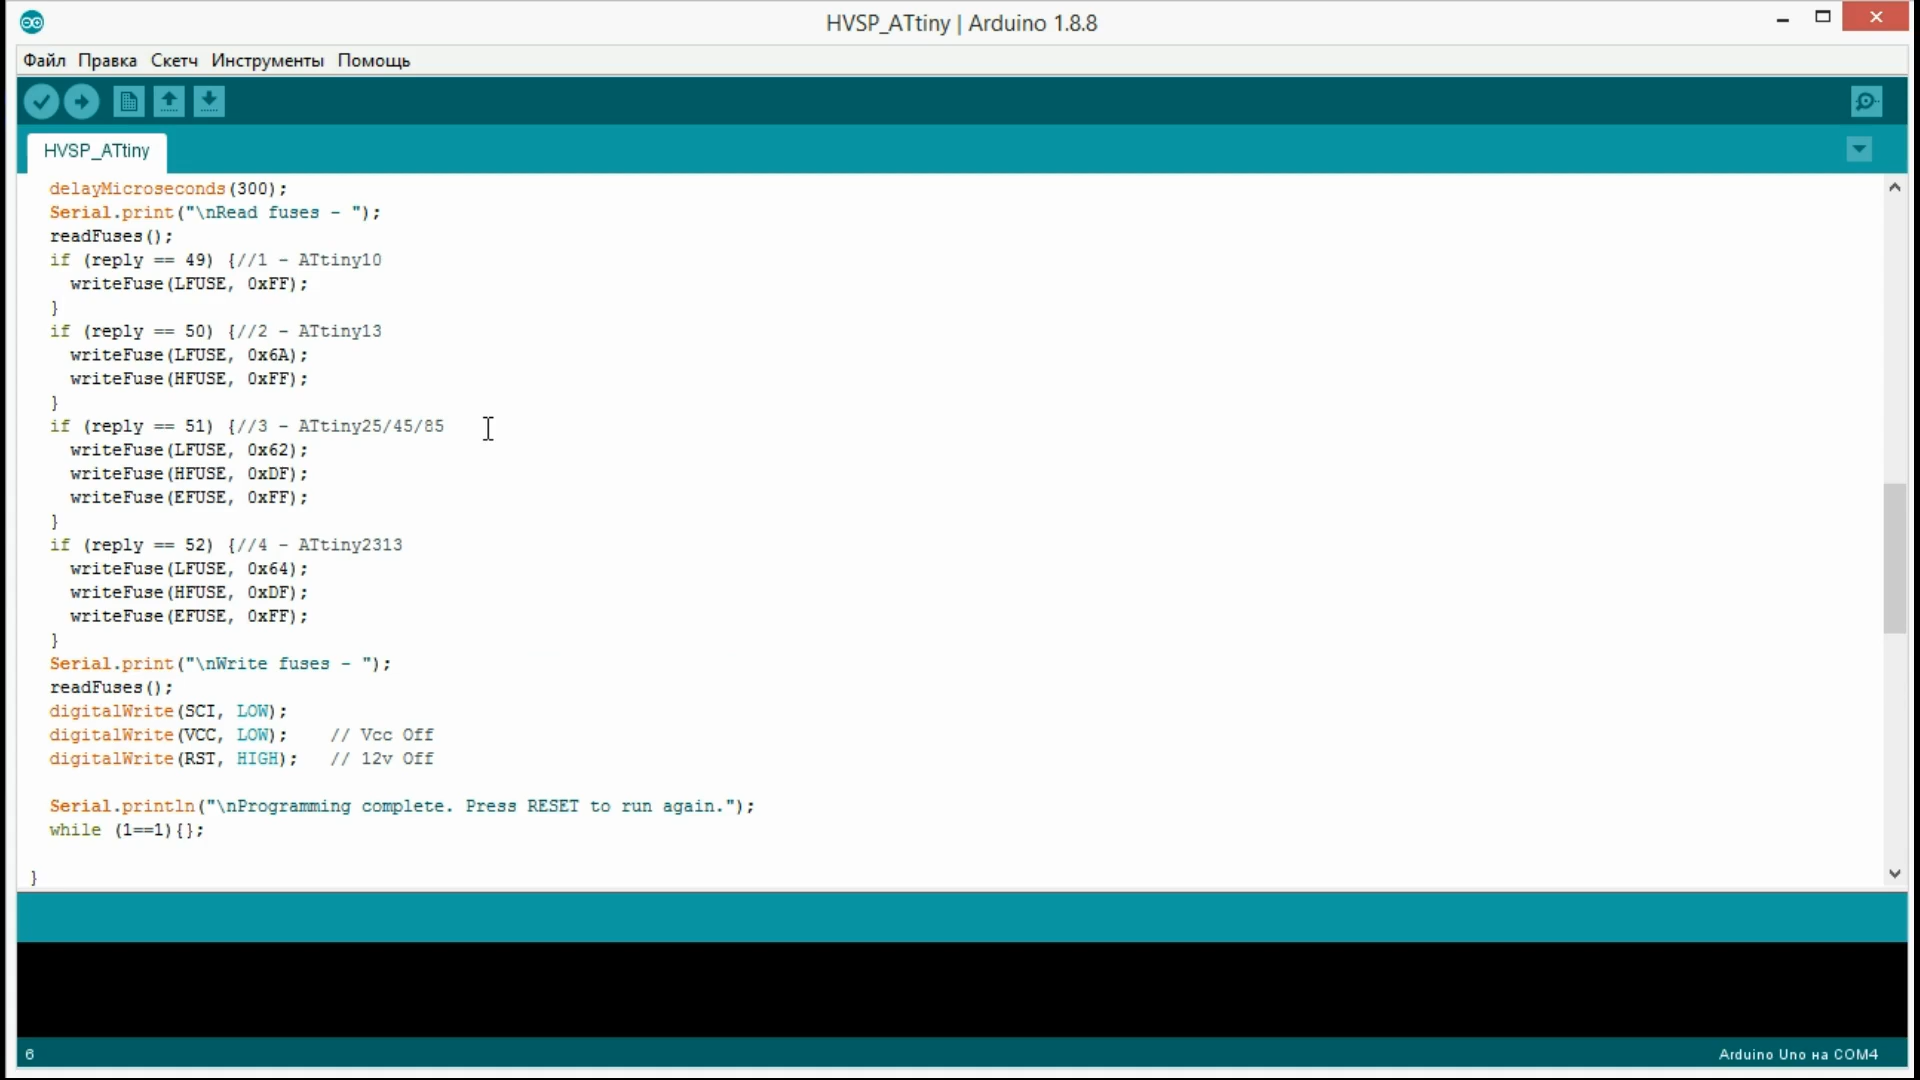 HVSP_ATtiny | Arduino 1.8.8
Файл Правка Скетч Инструменты Помощь
HVSP_ATtiny
delayMicroseconds(300);
Serial.print("\nRead fuses - ");
readFuses();
if (reply == 49) {//1 - ATtiny10
writeFuse(LFUSE, 0xFF);
}
if (reply == 50) {//2 - ATtiny13
writeFuse(LFUSE, 0x6A);
writeFuse(HFUSE, 0xFF);
}
if (reply == 51) {//3 - ATtiny25/45/85
writeFuse(LFUSE, 0x62);
writeFuse(HFUSE, 0xDF);
writeFuse(EFUSE, 0xFF);
}
if (reply == 52) {//4 - ATtiny2313
writeFuse(LFUSE, 0x64);
writeFuse(HFUSE, 0xDF);
writeFuse(EFUSE, 0xFF);
}
Serial.print("\nWrite fuses - ");
readFuses();
digitalWrite(SCI, LOW);
digitalWrite(VCC, LOW);    // Vcc Off
digitalWrite(RST, HIGH);   // 12v Off
Serial.println("\nProgramming complete. Press RESET to run again.");
while (1==1){};
}
6
Arduino Uno на COM4